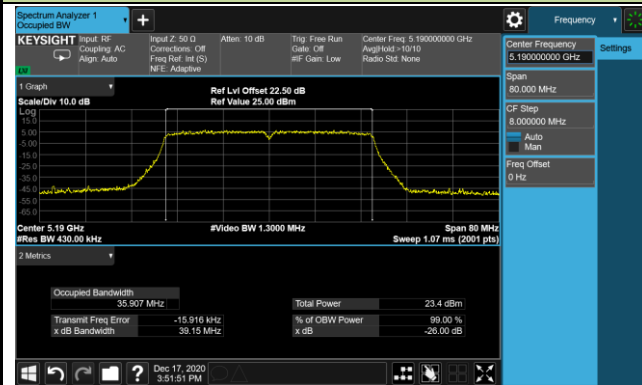 Spectrum Analyzer 1
Occupied BW
Frequency
KEYSIGHT
Input: RF
Coupling: AC
Align: Auto
Input Z: 50 Ω
Corrections: Off
Freq Ref: Int (S)
NFE: Adaptive
Atten: 10 dB
Trig: Free Run
Gate: Off
#IF Gain: Low
Center Freq: 5.190000000 GHz
Avg|Hold:>10/10
Radio Std: None
Center Frequency
5.190000000 GHz
Settings
Span
80.000 MHz
CF Step
8.000000 MHz
Auto
Man
Freq Offset
0 Hz
1 Graph
Scale/Div 10.0 dB
Ref Lvl Offset 22.50 dB
Ref Value 25.00 dBm
Log
15.0
5.00
-5.00
-15.0
-25.0
-35.0
-45.0
-55.0
-65.0
Center 5.19 GHz
#Res BW 430.00 kHz
#Video BW 1.3000 MHz
Span 80 MHz
Sweep 1.07 ms (2001 pts)
2 Metrics
Occupied Bandwidth
35.907 MHz
Total Power
23.4 dBm
Transmit Freq Error
-15.916 kHz
% of OBW Power
99.00 %
x dB Bandwidth
39.15 MHz
x dB
-26.00 dB
Dec 17, 2020
3:51:51 PM